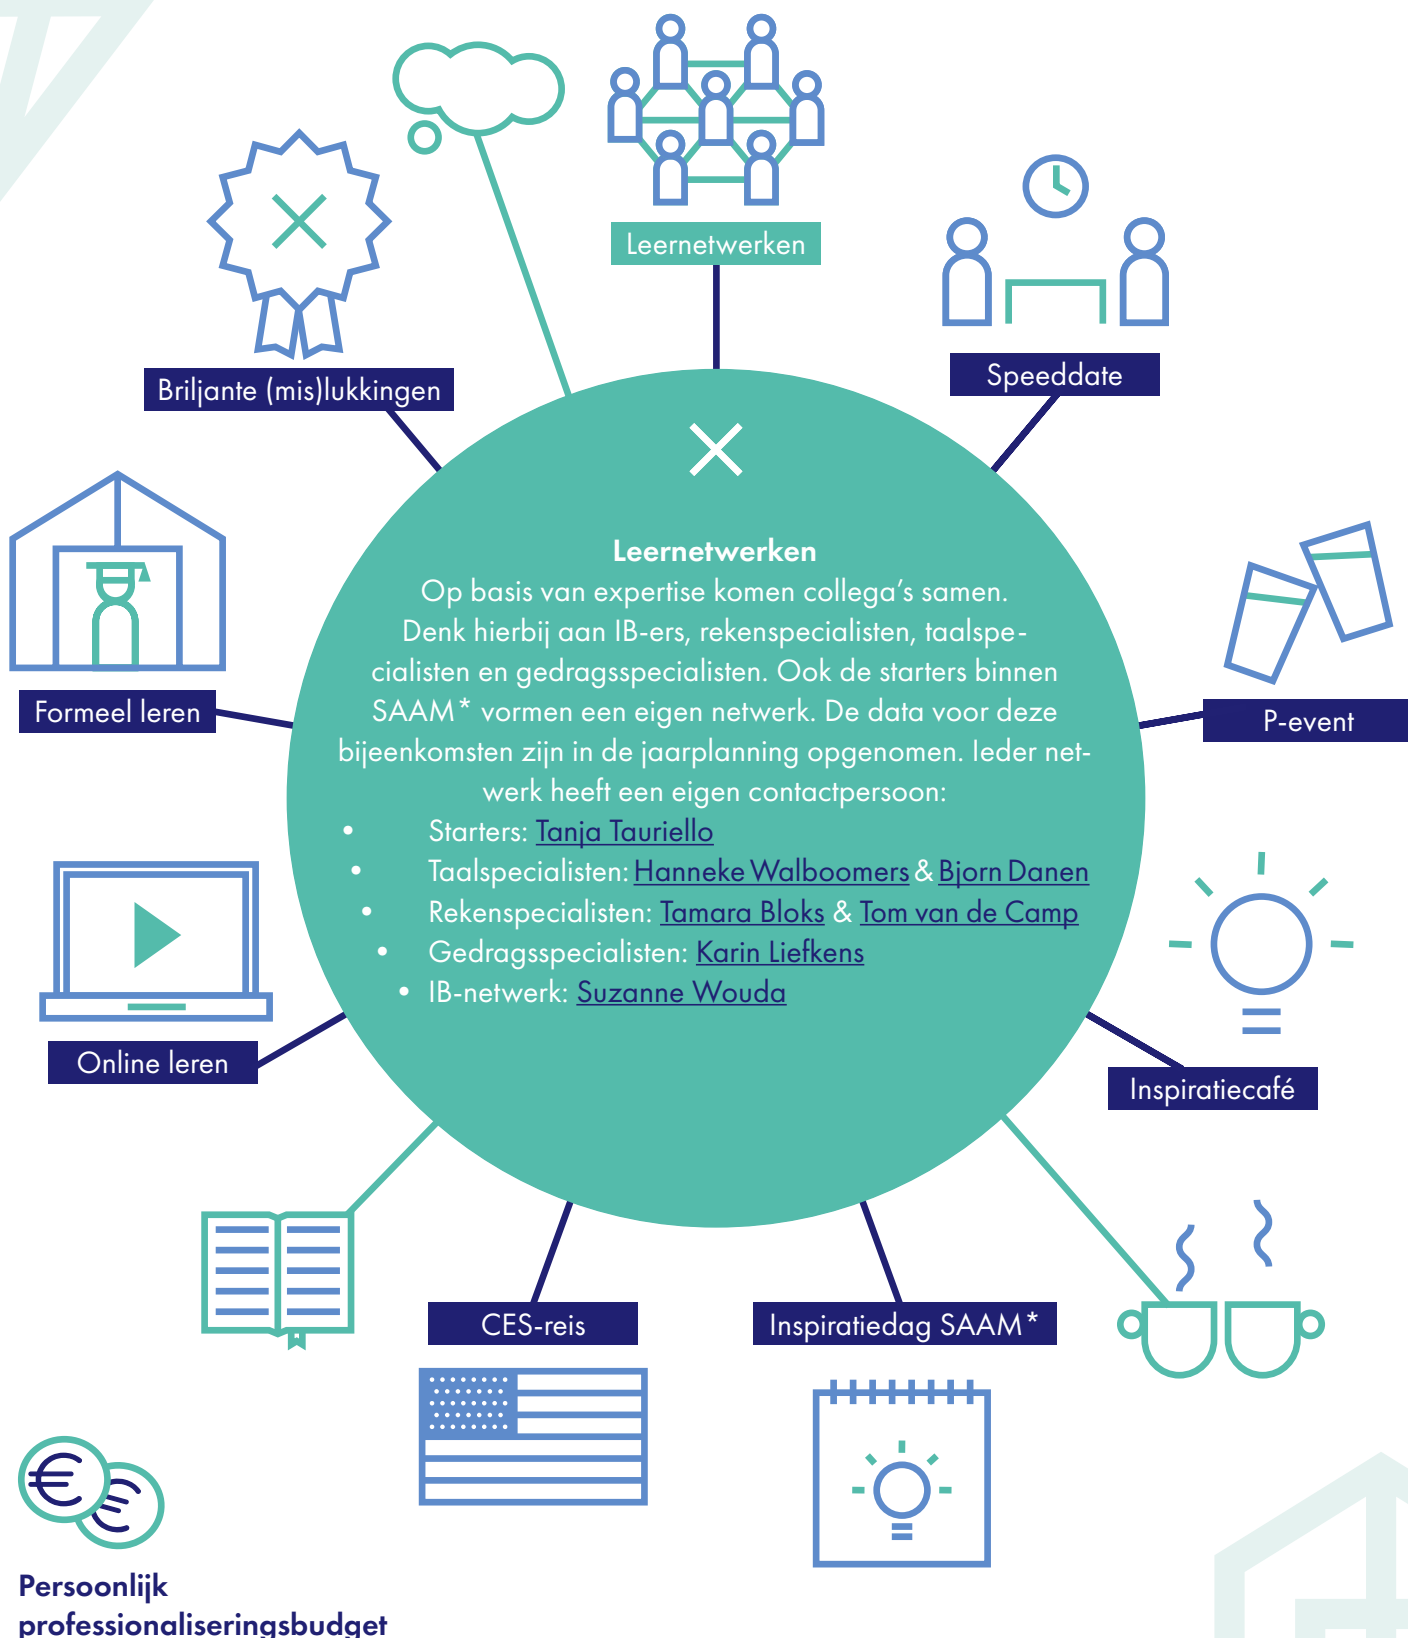 Leernetwerken
Speeddate
Briljante (mis)lukkingen
Leernetwerken
Op basis van expertise komen collega's samen.
Denk hierbij aan IB-ers, rekenspecialisten, taalspe-
cialisten en gedragsspecialisten. Ook de starters binnen
SAAM* vormen een eigen netwerk. De data voor deze
bijeenkomsten zijn in de jaarplanning opgenomen. Ieder net-
werk heeft een eigen contactpersoon:
• Starters: Tanja Tauriello
• Taalspecialisten: Hanneke Walboomers & Bjorn Danen
• Rekenspecialisten: Tamara Bloks & Tom van de Camp
• Gedragsspecialisten: Karin Liefkens
• IB-netwerk: Suzanne Wouda
Formeel leren
P-event
Online leren
Inspiratiecafé
CES-reis
Inspiratiedag SAAM*
€
€
Persoonlijk
professionaliseringsbudget